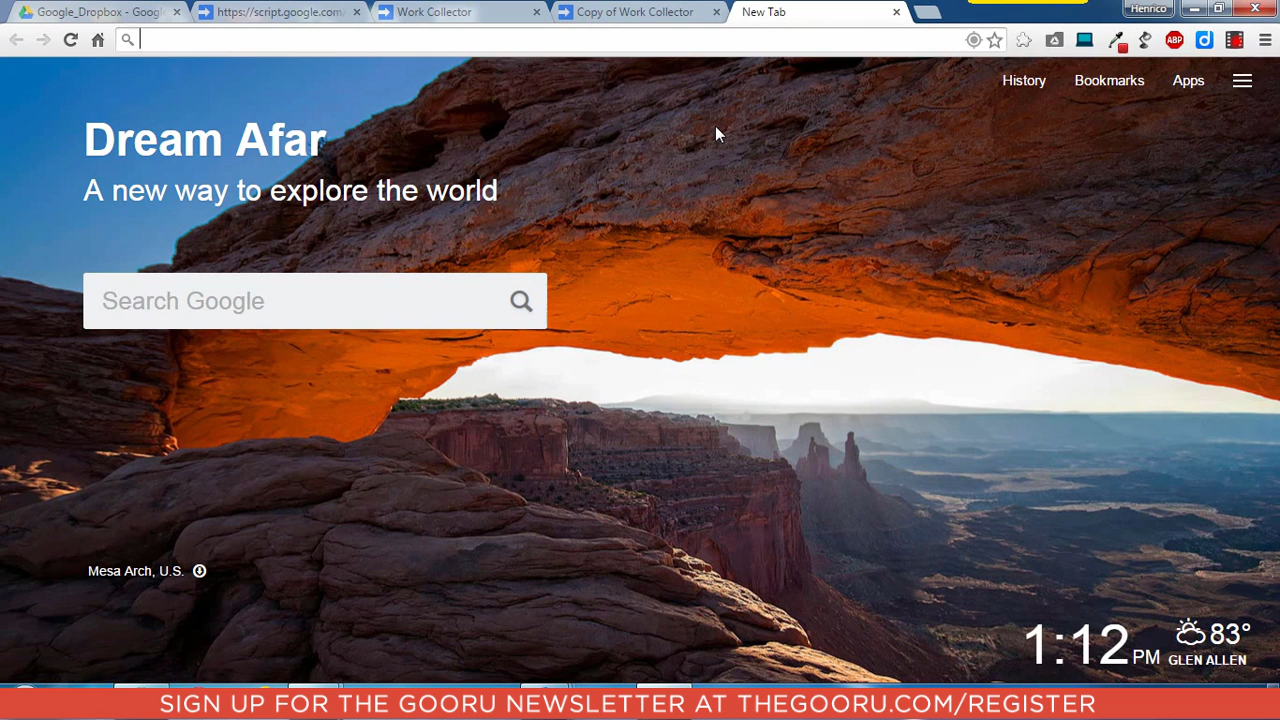 Google_Dropbox - Google
https://script.google.com/
Work Collector
Copy of Work Collector
New Tab
Henrico
ABP
d
History
Bookmarks
Apps
Dream Afar
A new way to explore the world
Search Google
Mesa Arch, U.S.
1:12 PM
83°
GLEN ALLEN
SIGN UP FOR THE GOORU NEWSLETTER AT THEGOORU.COM/REGISTER